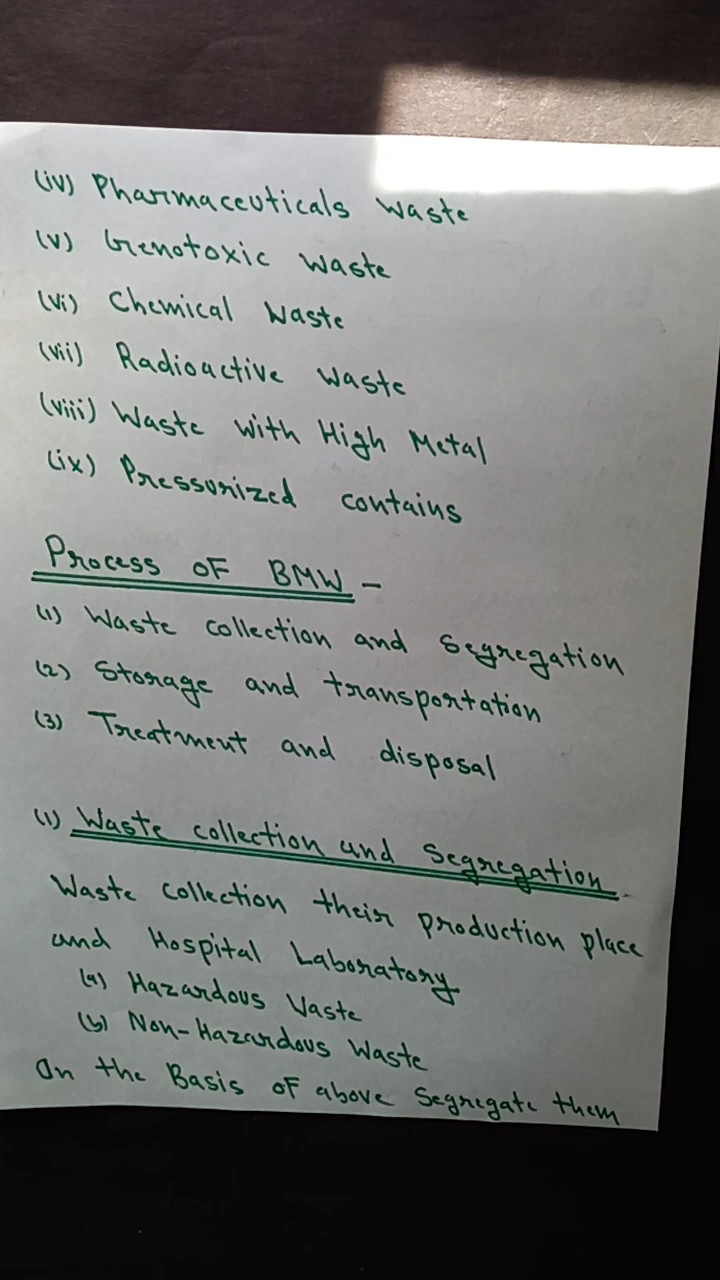 (iv) Pharmaceuticals Waste
(v) Genotoxic Waste
(vi) Chemical Waste
(vii) Radioactive Waste
(viii) Waste with High Metal
(ix) Pressurized contains
Process of BMW -
(1) Waste collection and segregation
(2) Storage and transportation
(3) Treatment and disposal
(1) Waste collection and Segregation
Waste collection their production place
and Hospital Laboratory
(a) Hazardous Waste
(b) Non-Hazardous Waste
On the Basis of above Segregate them